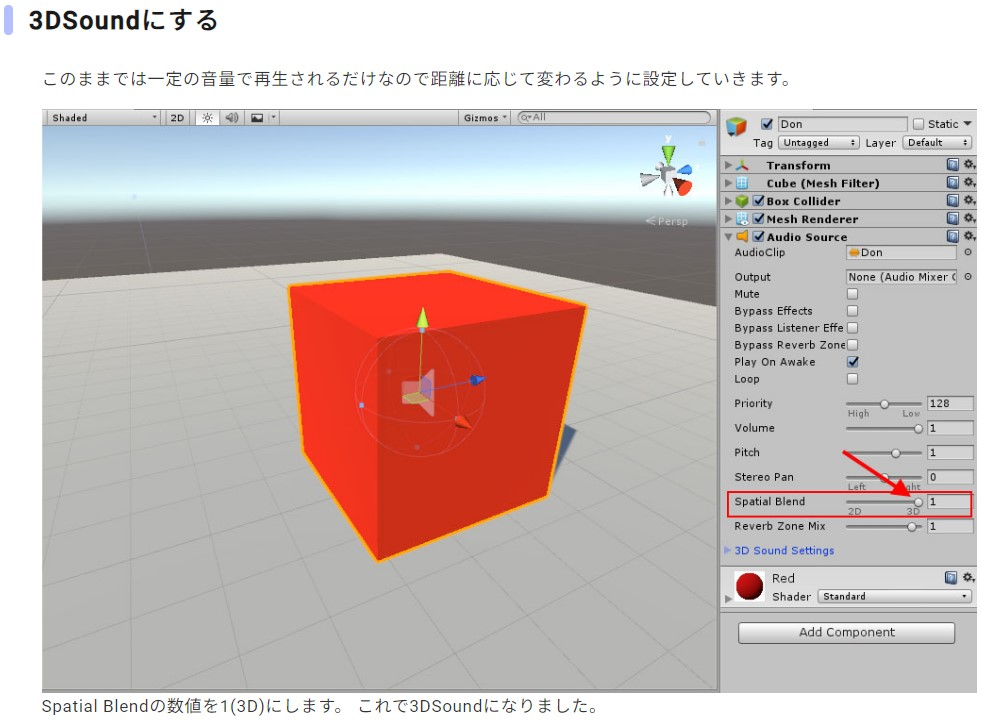 3DSoundにする
このままでは一定の音量で再生されるだけなので距離に応じて変わるように設定していきます。
Shaded 2D Gizmos All
y
Persp
Don Static
Tag Untagged Layer Default
Transform
Cube (Mesh Filter)
Box Collider
Mesh Renderer
Audio Source
AudioClip Don
Output None (Audio Mixer G
Mute
Bypass Effects
Bypass Listener Effe
Bypass Reverb Zone
Play On Awake
Loop
Priority 128
High Low
Volume 1
Pitch 1
Stereo Pan 0
Left
Spatial Blend 1
2D 3D
Reverb Zone Mix 1
3D Sound Settings
Red
Shader Standard
Add Component
Spatial Blendの数値を1(3D)にします。 これで3DSoundになりました。